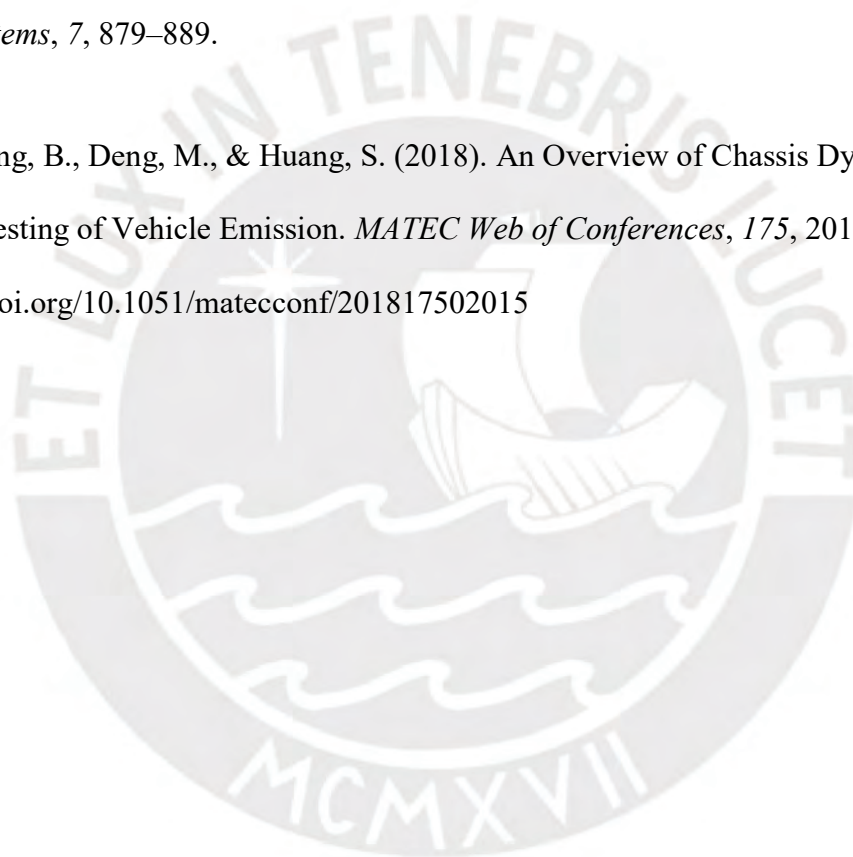 tems, 7, 879–889.
ng, B., Deng, M., & Huang, S. (2018). An Overview of Chassis Dy
esting of Vehicle Emission. MATEC Web of Conferences, 175, 201
oi.org/10.1051/matecconf/201817502015
ET LUX IN TENEBRIS LUCET
MCMXVII